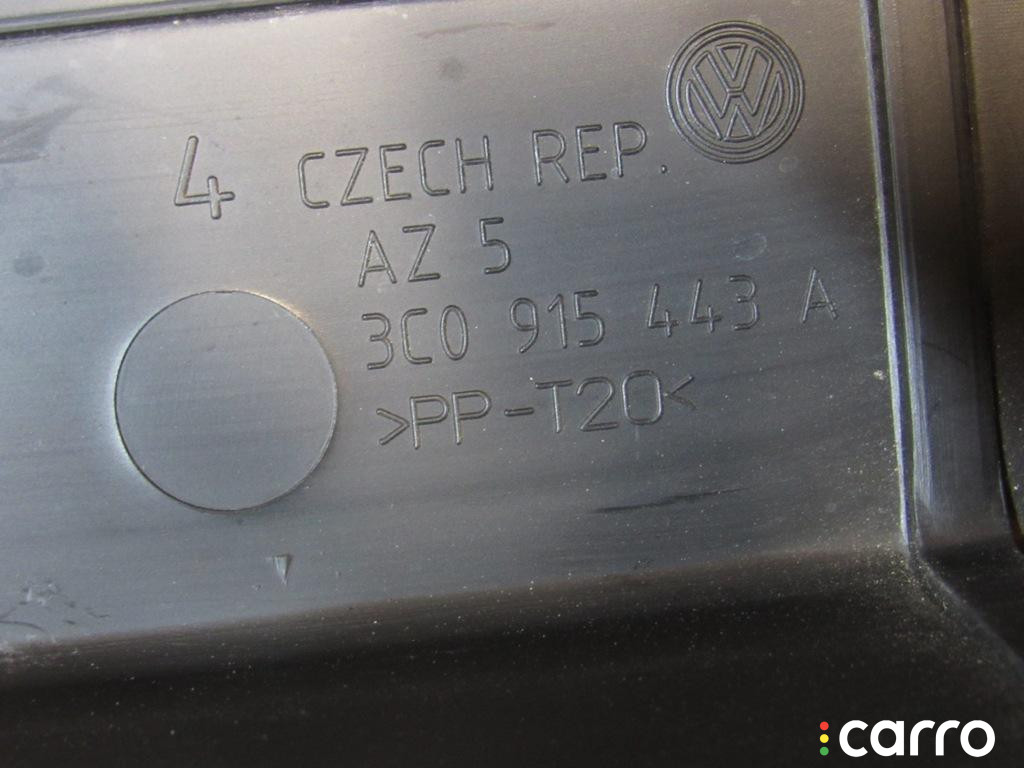 4 CZECH REP.
AZ 5
3C0 915 443 A
>PP-T20<
carro